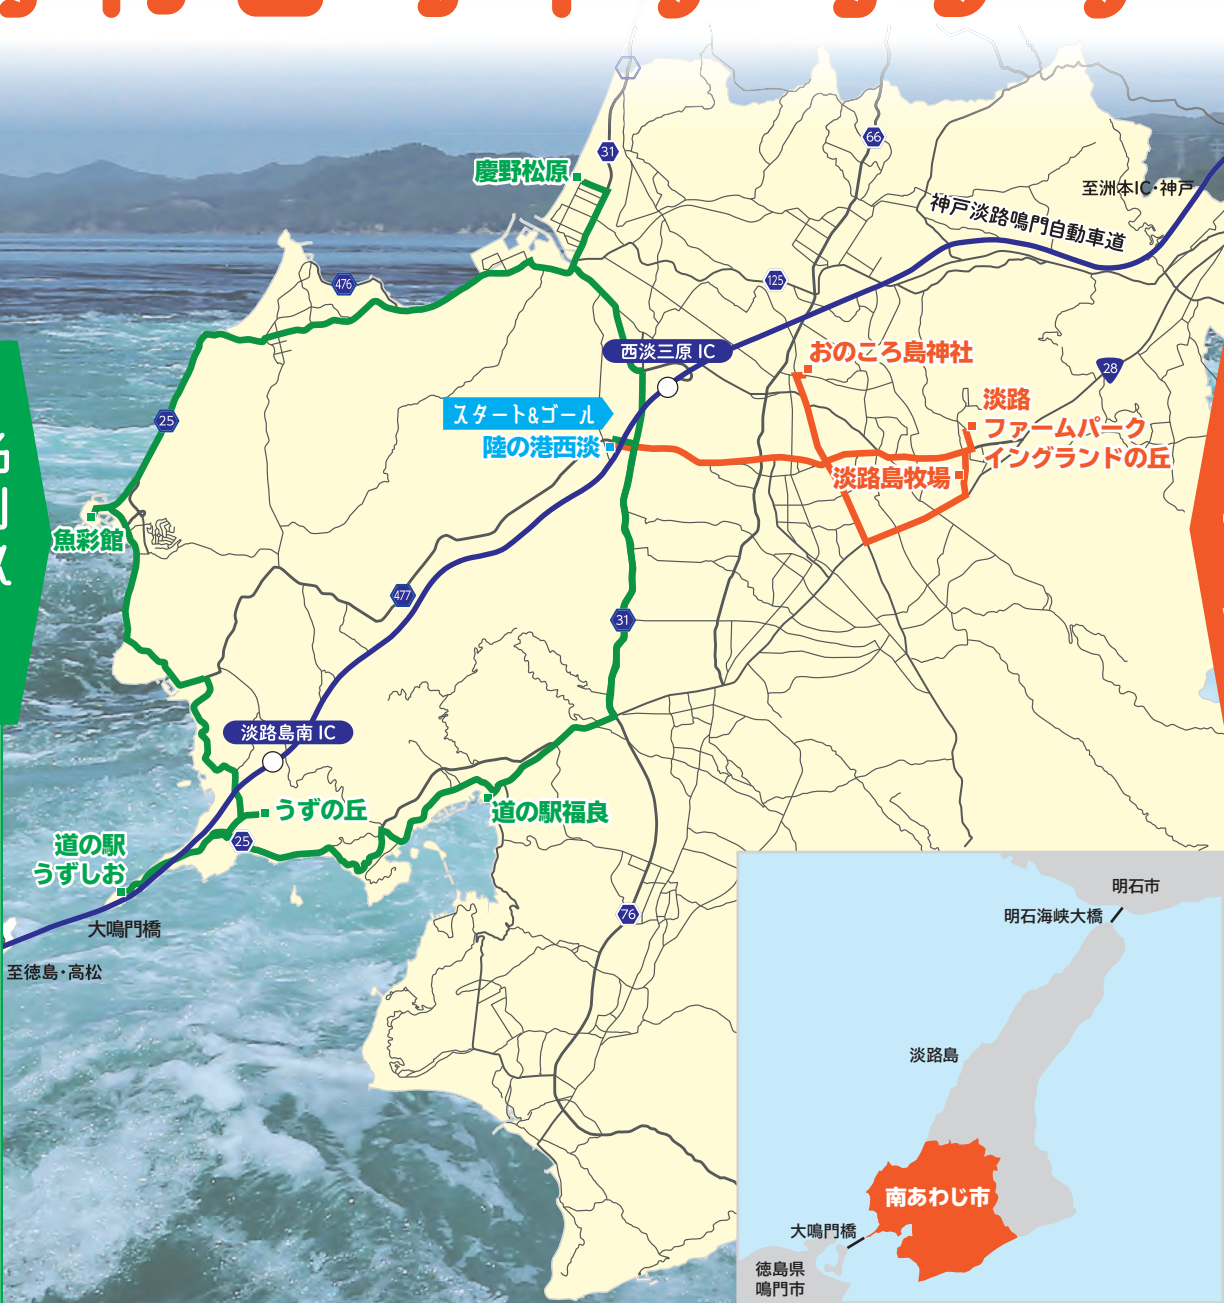 31
66
慶野松原
至洲本IC・神戸
神戸淡路鳴門自動車道
476
125
西淡三原 IC
おのころ島神社
28
スタート&ゴール
陸の港西淡
淡路
ファームパーク
イングランドの丘
25
淡路島牧場
魚彩館
477
31
淡路島南 IC
うずの丘
道の駅福良
25
道の駅
うずしお
大鳴門橋
76
至徳島・高松
明石市
明石海峡大橋
淡路島
南あわじ市
大鳴門橋
徳島県
鳴門市